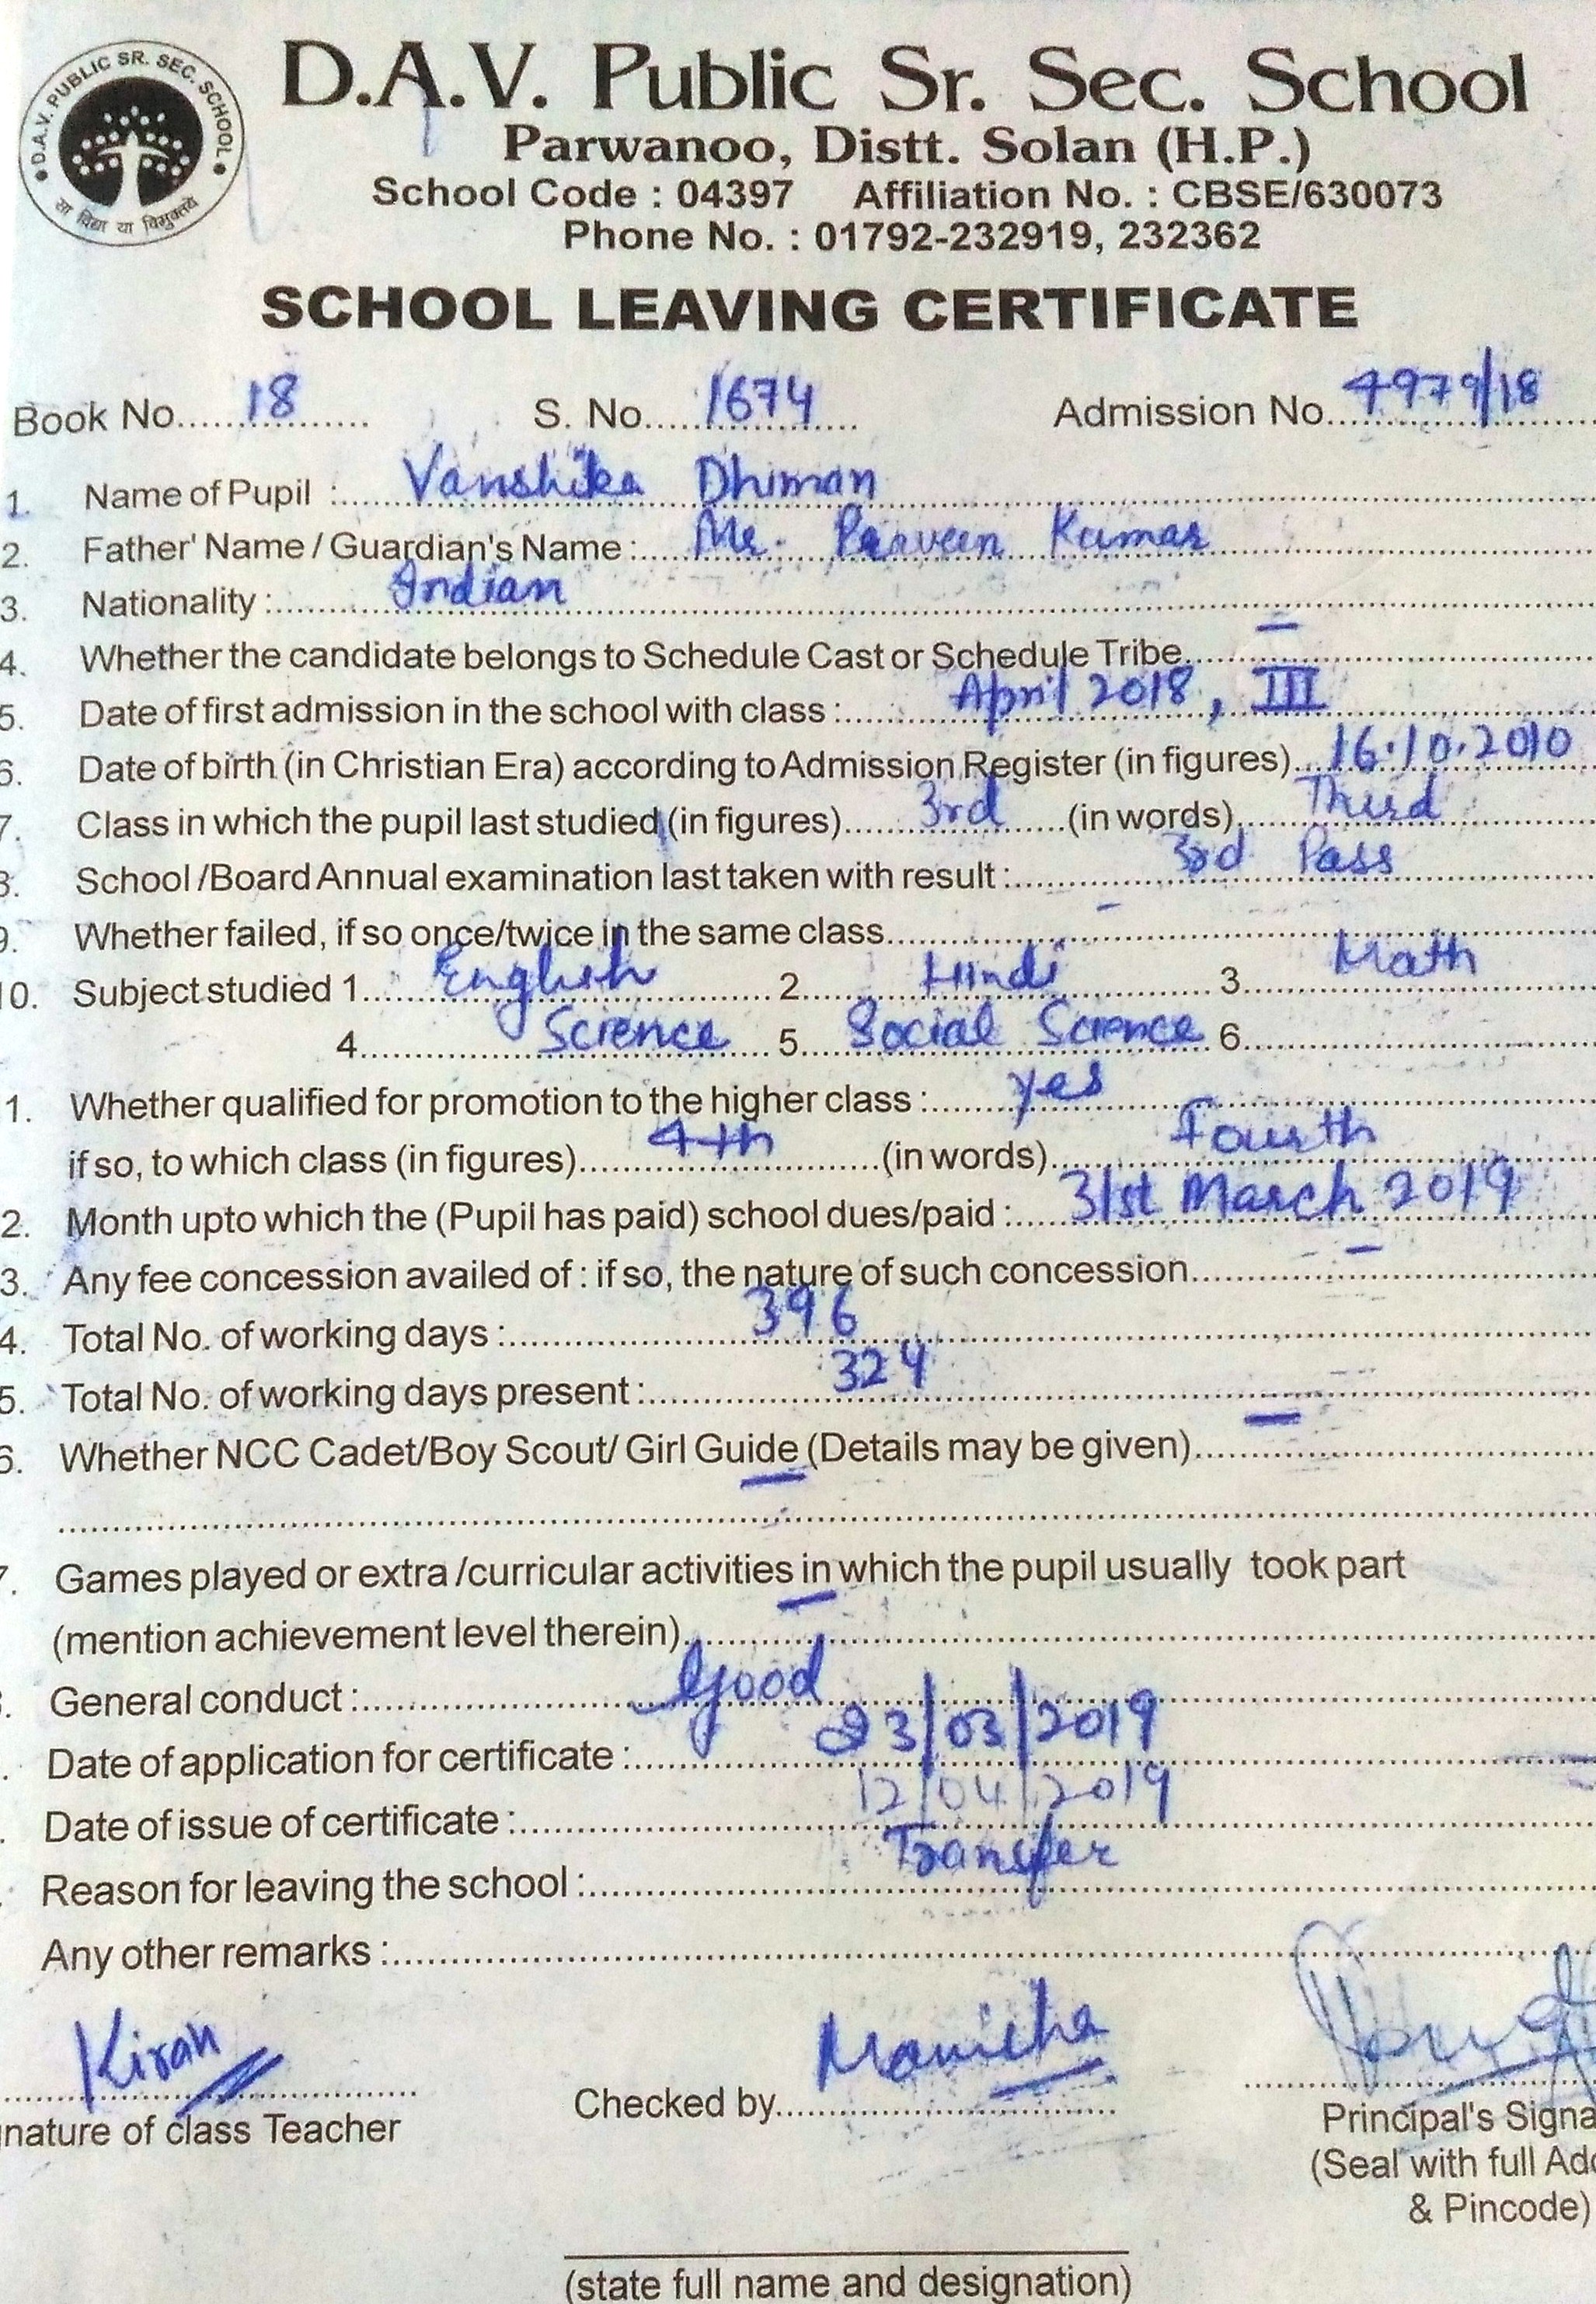 D.A.V. PUBLIC SR. SEC. SCHOOL
सा विद्या या विमुक्तये
D.A.V. Public Sr. Sec. School
Parwanoo, Distt. Solan (H.P.)
School Code : 04397 Affiliation No. : CBSE/630073
Phone No. : 01792-232919, 232362
SCHOOL LEAVING CERTIFICATE
Book No. 18 S. No. 1674 Admission No. 4979/18
1. Name of Pupil : Vanshika Dhiman
2. Father' Name / Guardian's Name : Mr. Parveen Kumar
3. Nationality : Indian
4. Whether the candidate belongs to Schedule Cast or Schedule Tribe. —
5. Date of first admission in the school with class : April 2018, III
6. Date of birth (in Christian Era) according to Admission Register (in figures) 16.10.2010
7. Class in which the pupil last studied (in figures) 3rd (in words) Third
8. School /Board Annual examination last taken with result : 3rd Pass
9. Whether failed, if so once/twice in the same class —
10. Subject studied 1. English 2. Hindi 3. Math
4. Science 5. Social Science 6.
1. Whether qualified for promotion to the higher class : yes
if so, to which class (in figures) 4th (in words) Fourth
2. Month upto which the (Pupil has paid) school dues/paid : 31st March 2019
3. Any fee concession availed of : if so, the nature of such concession —
4. Total No. of working days : 396
5. Total No. of working days present : 324
6. Whether NCC Cadet/Boy Scout/ Girl Guide (Details may be given) —
—
7. Games played or extra /curricular activities in which the pupil usually took part
(mention achievement level therein) —
General conduct : Good
Date of application for certificate : 23/03/2019
Date of issue of certificate : 12/04/2019
Reason for leaving the school : Transfer
Any other remarks :
Kiran Manisha
nature of class Teacher Checked by Principal's Signa
(Seal with full Add
& Pincode)
(state full name and designation)